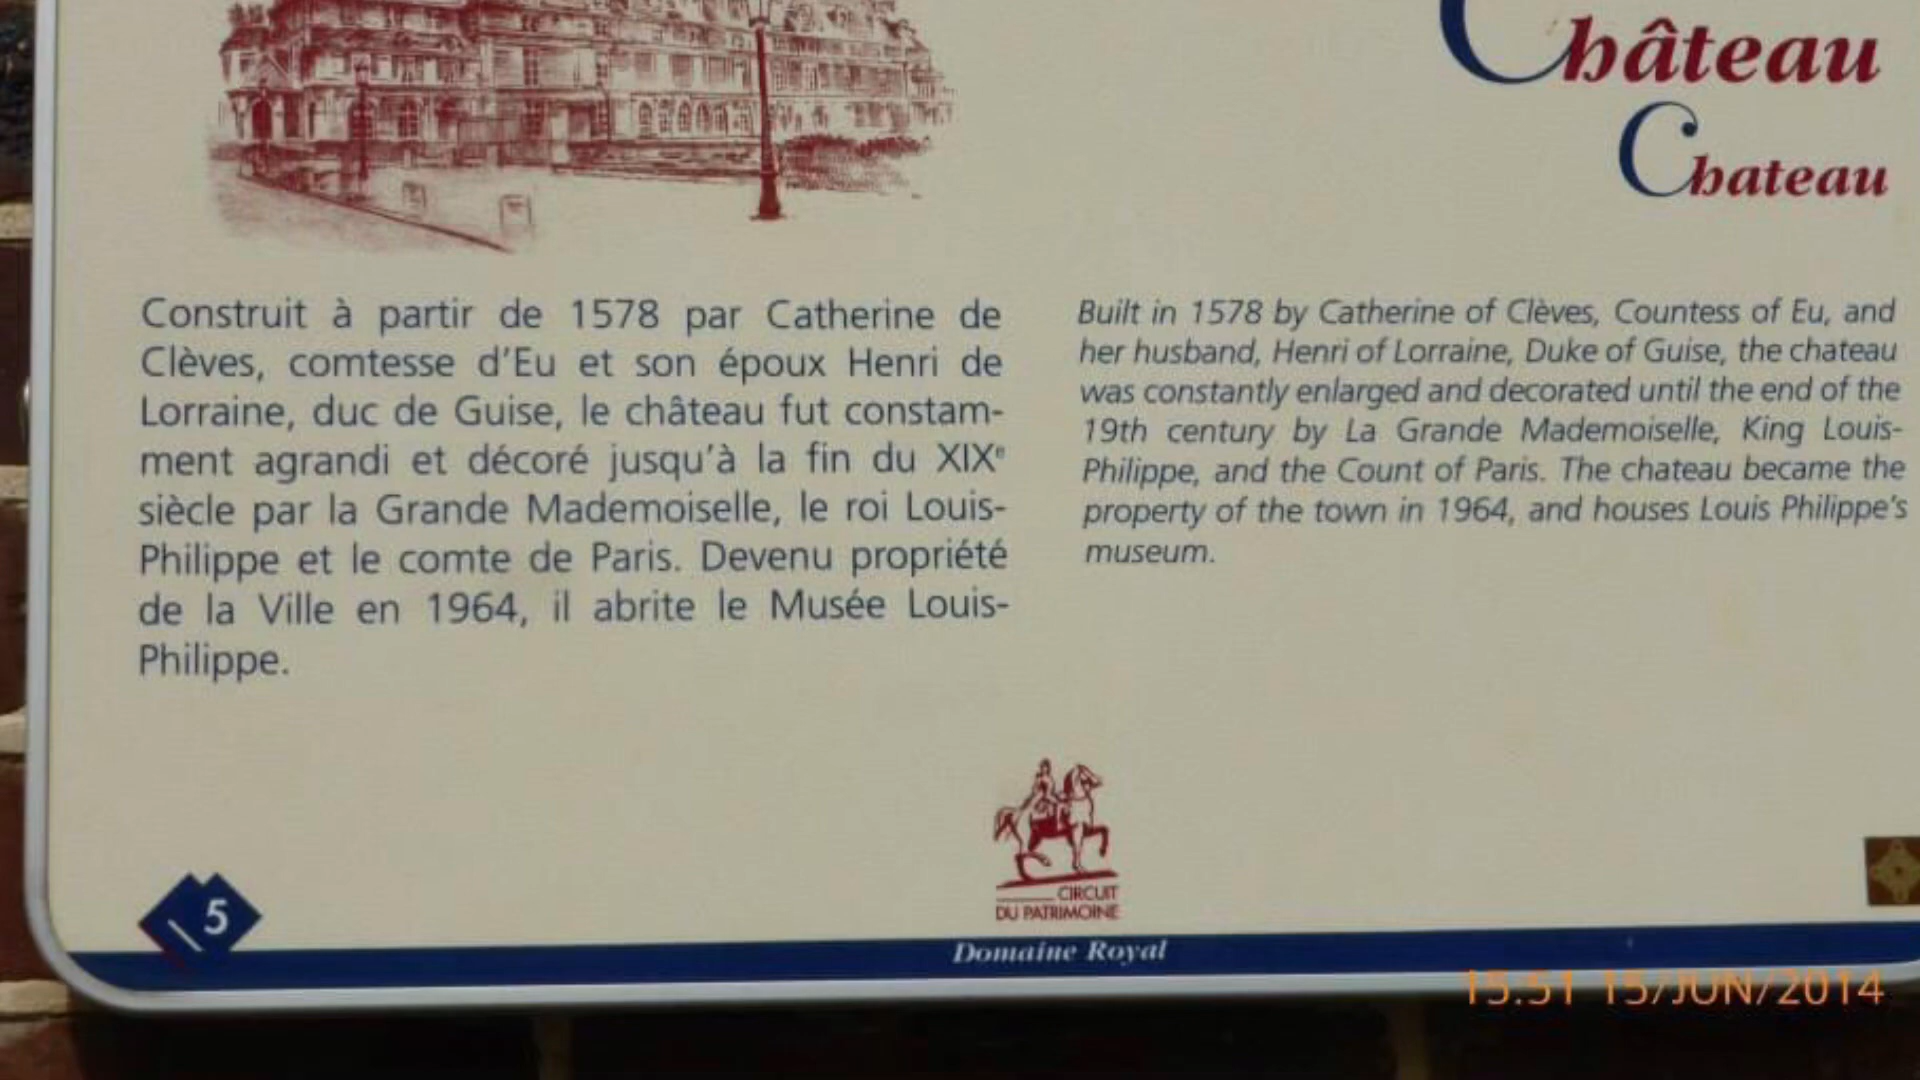 Château
Chateau
Construit à partir de 1578 par Catherine de
Clèves, comtesse d'Eu et son époux Henri de
Lorraine, duc de Guise, le château fut constam-
ment agrandi et décoré jusqu'à la fin du XIXe
siècle par la Grande Mademoiselle, le roi Louis-
Philippe et le comte de Paris. Devenu propriété
de la Ville en 1964, il abrite le Musée Louis-
Philippe.
Built in 1578 by Catherine of Clèves, Countess of Eu, and
her husband, Henri of Lorraine, Duke of Guise, the chateau
was constantly enlarged and decorated until the end of the
19th century by La Grande Mademoiselle, King Louis-
Philippe, and the Count of Paris. The chateau became the
property of the town in 1964, and houses Louis Philippe's
museum.
5
CIRCUIT
DU PATRIMOINE
Domaine Royal
15:51 15/JUN/2014